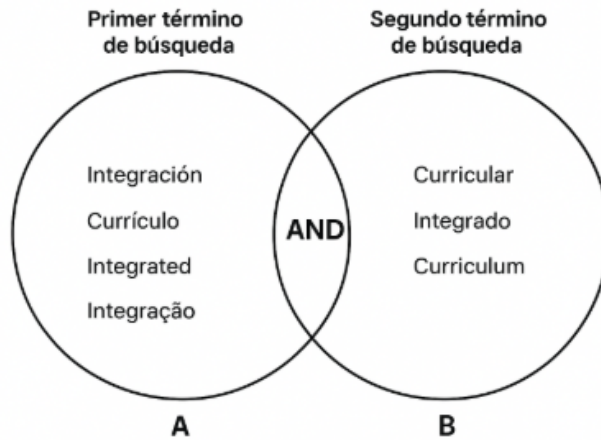 Primer término
de búsqueda
Segundo término
de búsqueda
Integración
Currículo
Integrated
Integração
AND
Curricular
Integrado
Curriculum
A
B